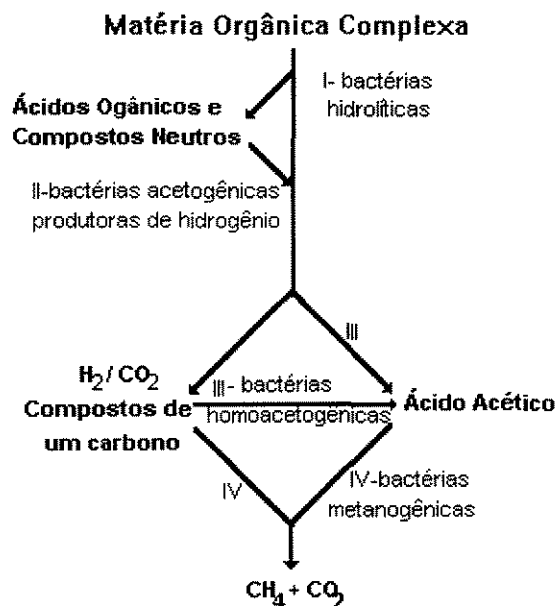 Matéria Orgânica Complexa
I- bactérias
hidrolíticas
Ácidos Ogânicos e
Compostos Neutros
II-bactérias acetogênicas
produtoras de hidrogênio
III
H₂/ CO₂
Compostos de
um carbono
III- bactérias
homoacetogênicas
Ácido Acético
IV
IV-bactérias
metanogênicas
CH₄ + CO₂